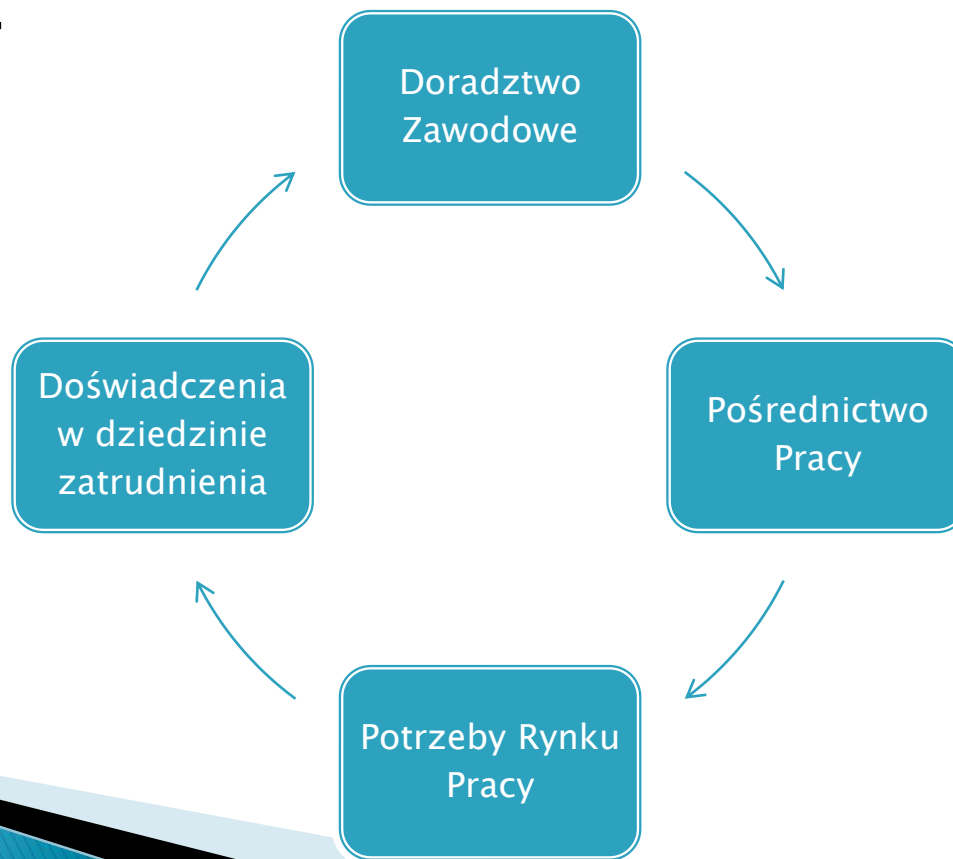 Doradztwo
Zawodowe
Doświadczenia
w dziedzinie
zatrudnienia
Pośrednictwo
Pracy
Potrzeby Rynku
Pracy